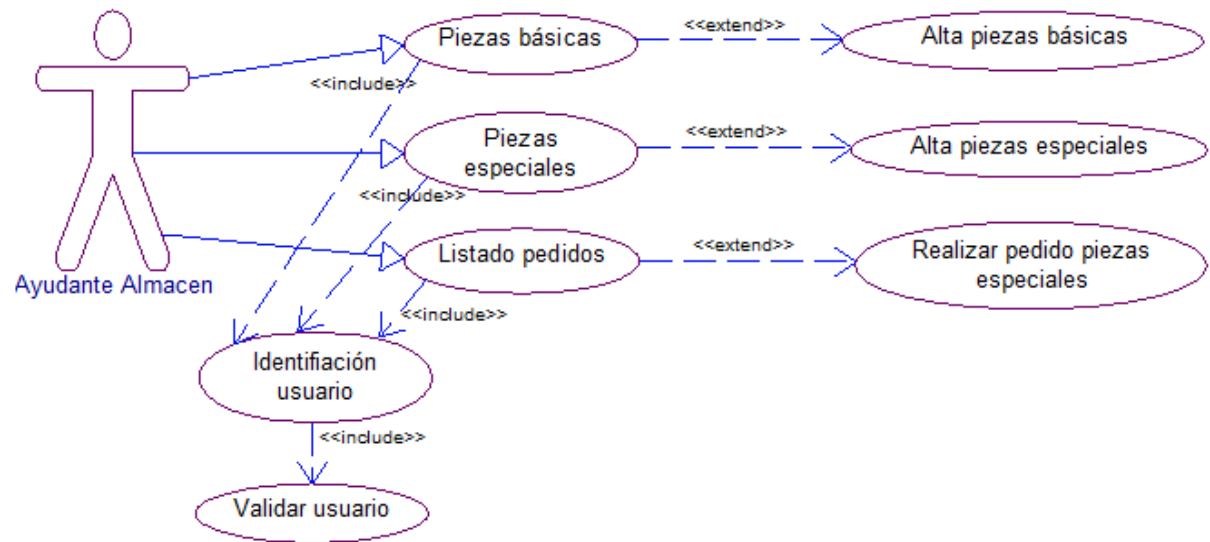 Piezas básicas
<<extend>>
Alta piezas básicas
<<include>>
Piezas
especiales
<<extend>>
Alta piezas especiales
<<include>>
Listado pedidos
<<extend>>
Realizar pedido piezas
especiales
Ayudante Almacen
<<include>>
Identifiación
usuario
<<include>>
Validar usuario